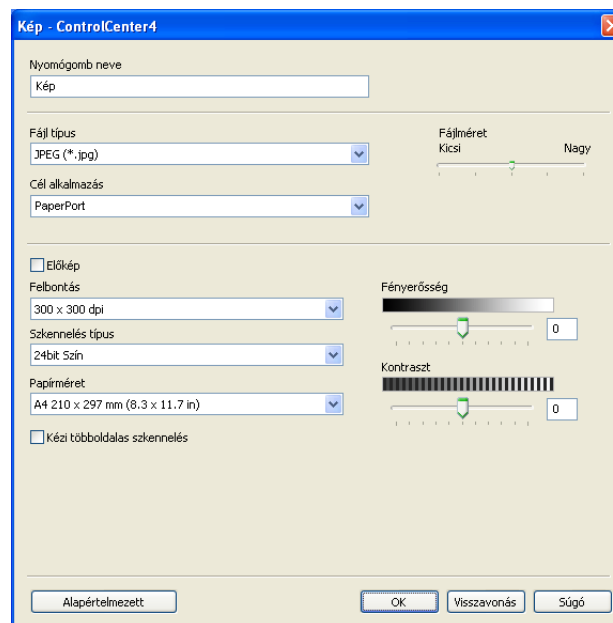 Kép - ControlCenter4
Nyomógomb neve
Kép
Fájl típus
JPEG (*.jpg)
Fájlméret
Kicsi Nagy
Cél alkalmazás
PaperPort
Előkép
Felbontás
300 x 300 dpi
Fényerősség
0
Szkennelés típus
24bit Szín
Kontraszt
0
Papírméret
A4 210 x 297 mm (8.3 x 11.7 in)
Kézi többoldalas szkennelés
Alapértelmezett OK Visszavonás Súgó